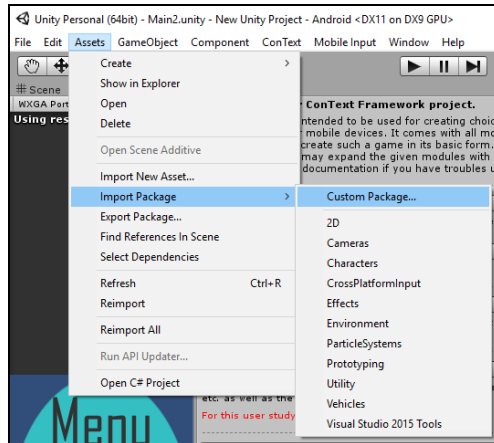 Unity Personal (64bit) - Main2.unity - New Unity Project - Android <DX11 on DX9 GPU>
File Edit Assets GameObject Component ConText Mobile Input Window Help
# Scene
WXGA Port
Using res
Create >
Show in Explorer
Open
Delete
Open Scene Additive
Import New Asset...
Import Package >
Export Package...
Find References In Scene
Select Dependencies
Refresh Ctrl+R
Reimport
Reimport All
Run API Updater...
Open C# Project
ConText Framework project.
ntended to be used for creating choic
mobile devices. It comes with all mo
create such a game in its basic form.
may expand the given modules with
documentation if you have troubles u
Custom Package...
2D
Cameras
Characters
CrossPlatformInput
Effects
Environment
ParticleSystems
Prototyping
Utility
Vehicles
Visual Studio 2015 Tools
Menu
etc. as well as the
For this user study